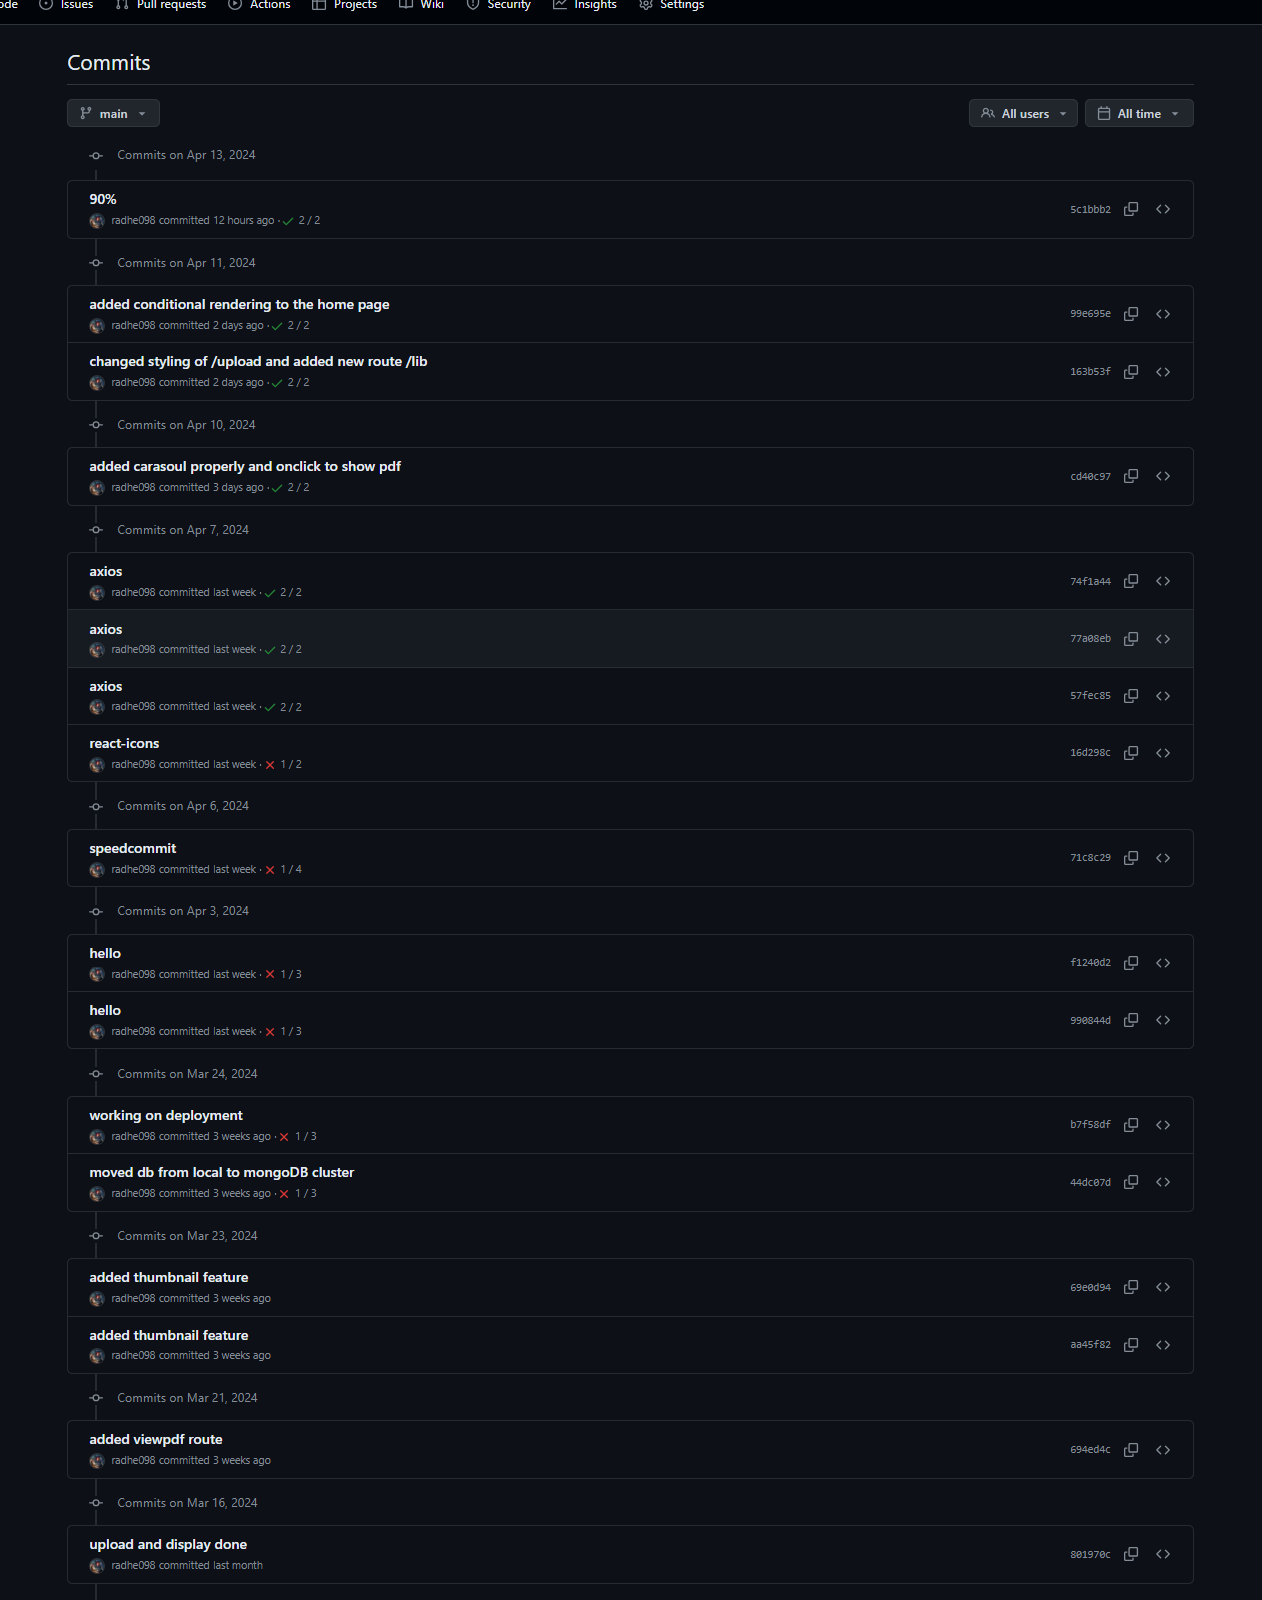 ode Issues Pull requests Actions Projects Wiki Security Insights Settings
Commits
main All users All time
Commits on Apr 13, 2024
90%
radhe098 committed 12 hours ago · 2 / 2
5c1bbb2
Commits on Apr 11, 2024
added conditional rendering to the home page
radhe098 committed 2 days ago · 2 / 2
99e695e
changed styling of /upload and added new route /lib
radhe098 committed 2 days ago · 2 / 2
163b53f
Commits on Apr 10, 2024
added carasoul properly and onclick to show pdf
radhe098 committed 3 days ago · 2 / 2
cd40c97
Commits on Apr 7, 2024
axios
radhe098 committed last week · 2 / 2
74f1a44
axios
radhe098 committed last week · 2 / 2
77a08eb
axios
radhe098 committed last week · 2 / 2
57fec85
react-icons
radhe098 committed last week · 1 / 2
16d298c
Commits on Apr 6, 2024
speedcommit
radhe098 committed last week · 1 / 4
71c8c29
Commits on Apr 3, 2024
hello
radhe098 committed last week · 1 / 3
f1240d2
hello
radhe098 committed last week · 1 / 3
990844d
Commits on Mar 24, 2024
working on deployment
radhe098 committed 3 weeks ago · 1 / 3
b7f58df
moved db from local to mongoDB cluster
radhe098 committed 3 weeks ago · 1 / 3
44dc07d
Commits on Mar 23, 2024
added thumbnail feature
radhe098 committed 3 weeks ago
69e0d94
added thumbnail feature
radhe098 committed 3 weeks ago
aa45f82
Commits on Mar 21, 2024
added viewpdf route
radhe098 committed 3 weeks ago
694ed4c
Commits on Mar 16, 2024
upload and display done
radhe098 committed last month
801970c